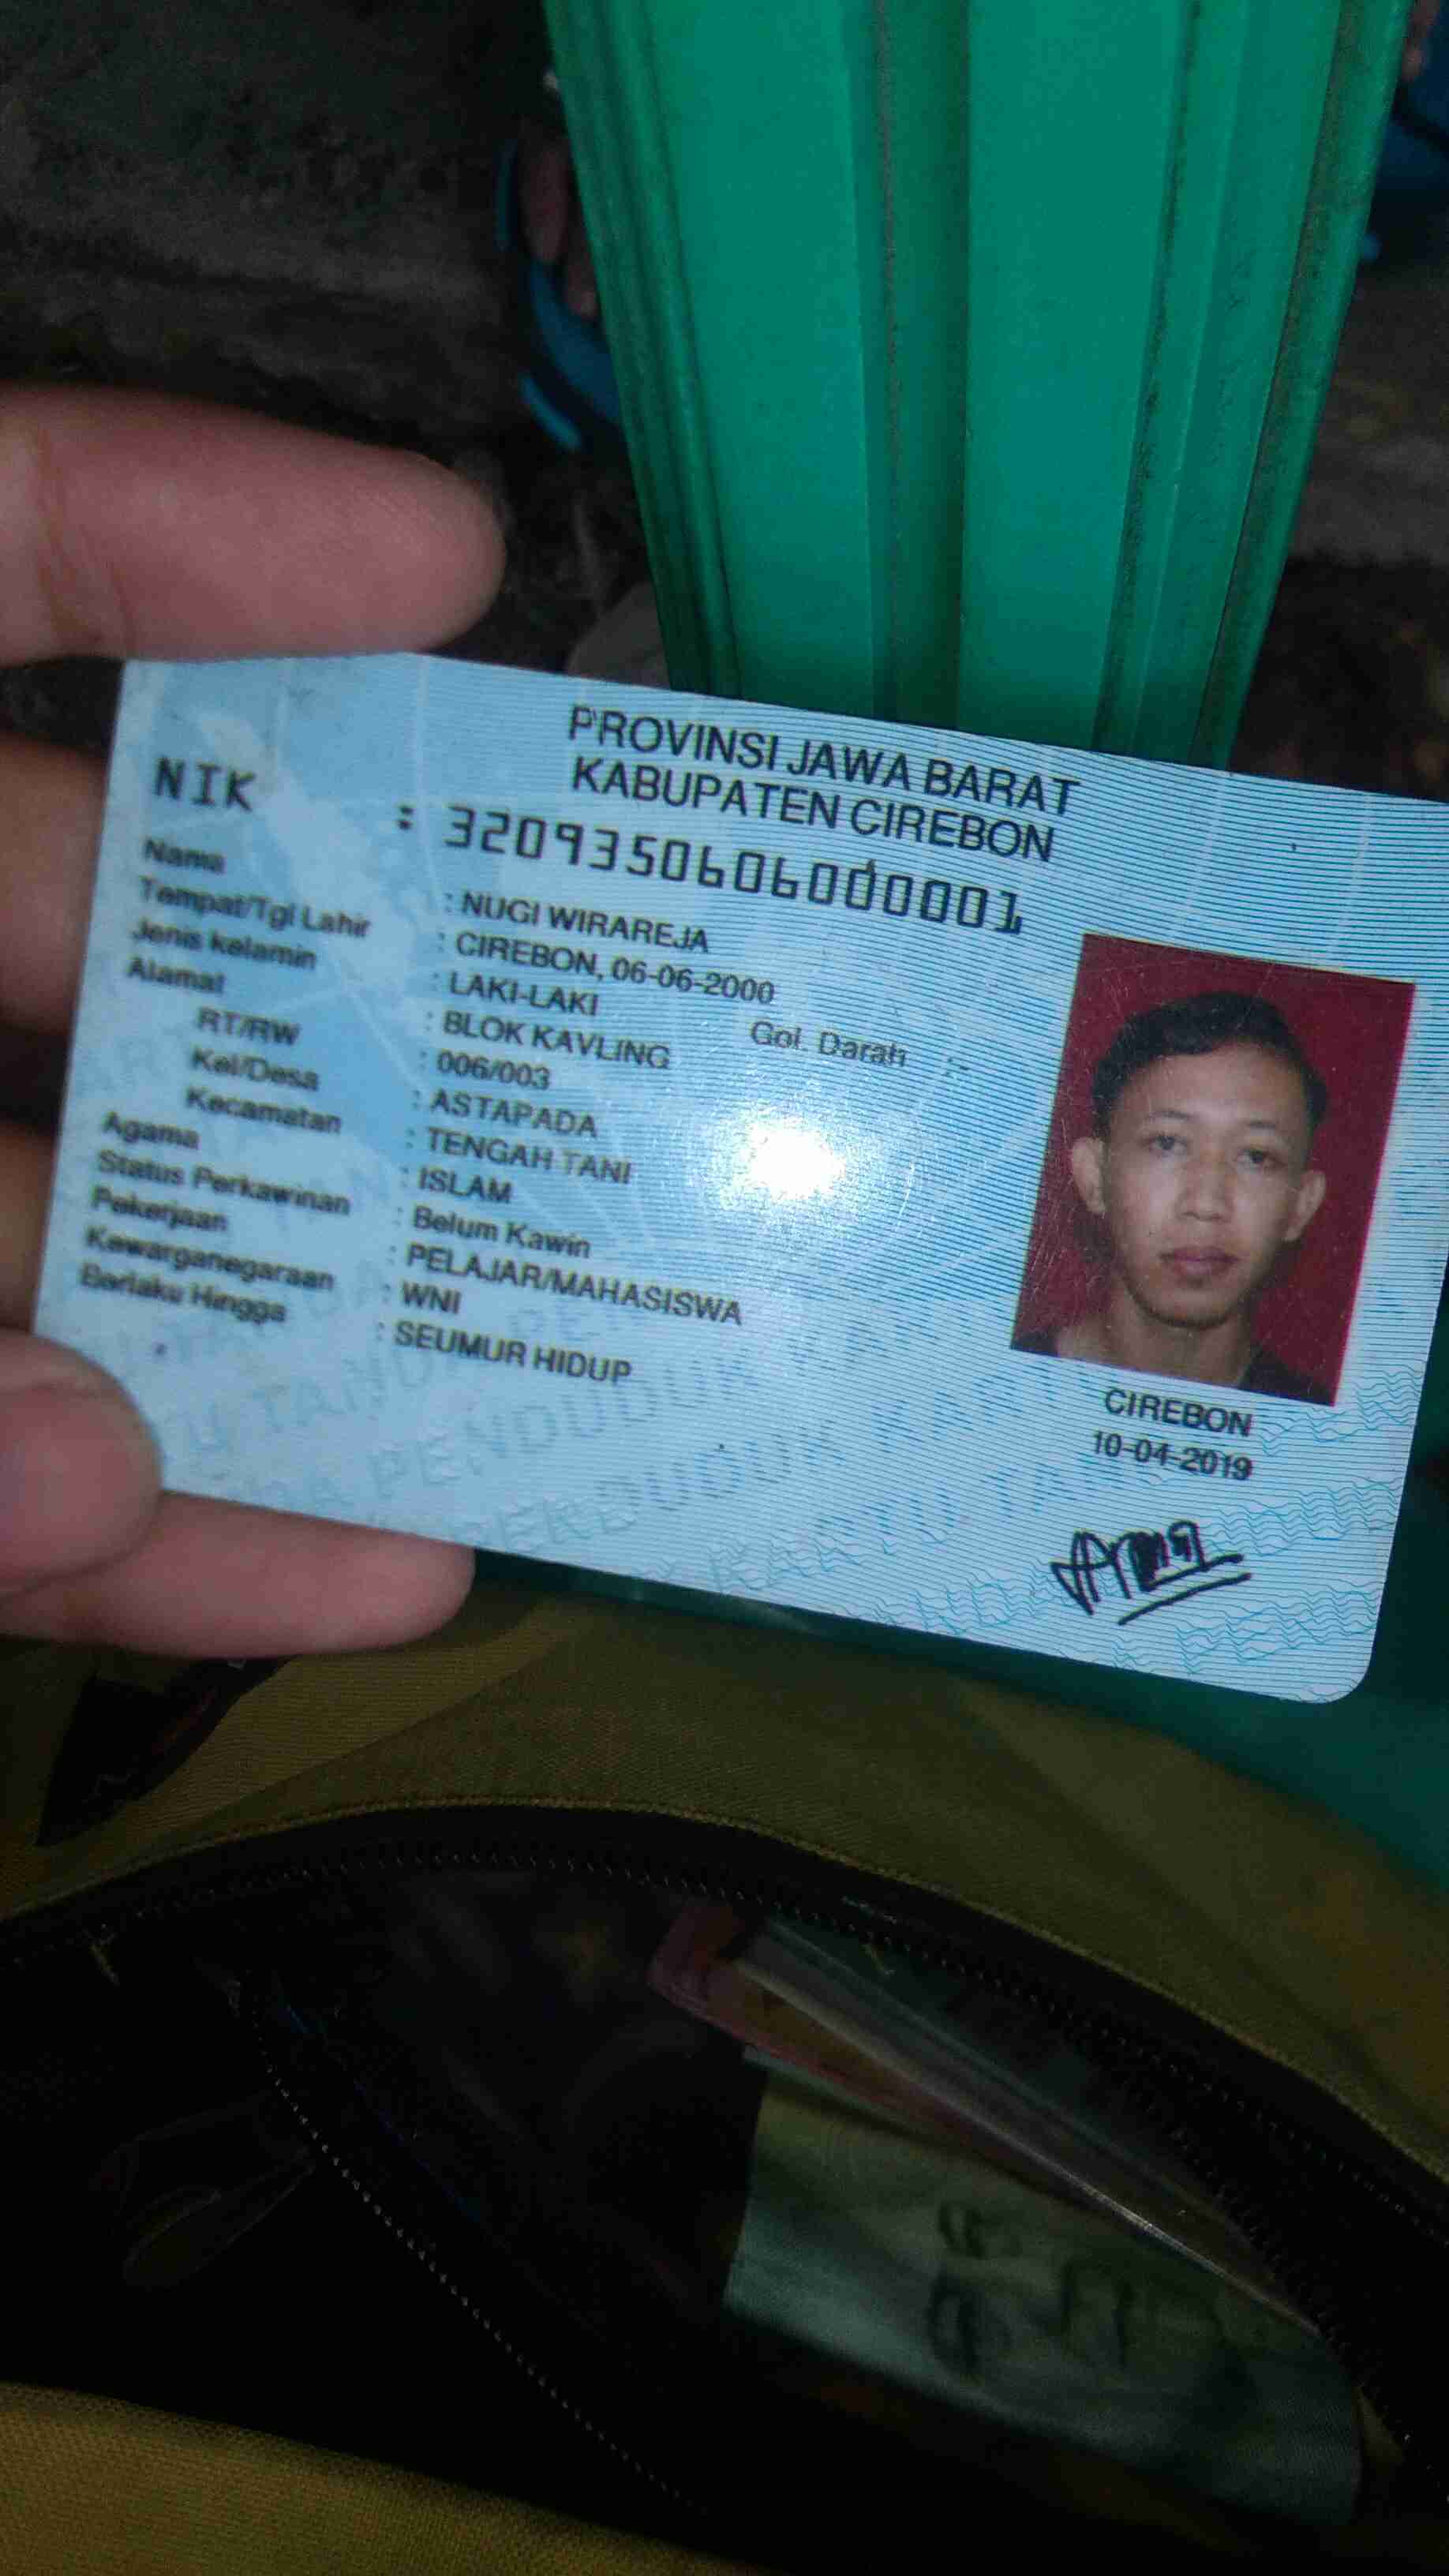 PROVINSI JAWA BARAT
KABUPATEN CIREBON
NIK : 3209350606000001
Nama : NUGI WIRAREJA
Tempat/Tgl Lahir : CIREBON, 06-06-2000
Jenis kelamin : LAKI-LAKI Gol. Darah :-
Alamat : BLOK KAVLING
RT/RW : 006/003
Kel/Desa : ASTAPADA
Kecamatan : TENGAH TANI
Agama : ISLAM
Status Perkawinan : Belum Kawin
Pekerjaan : PELAJAR/MAHASISWA
Kewarganegaraan : WNI
Berlaku Hingga : SEUMUR HIDUP
CIREBON
10-04-2019